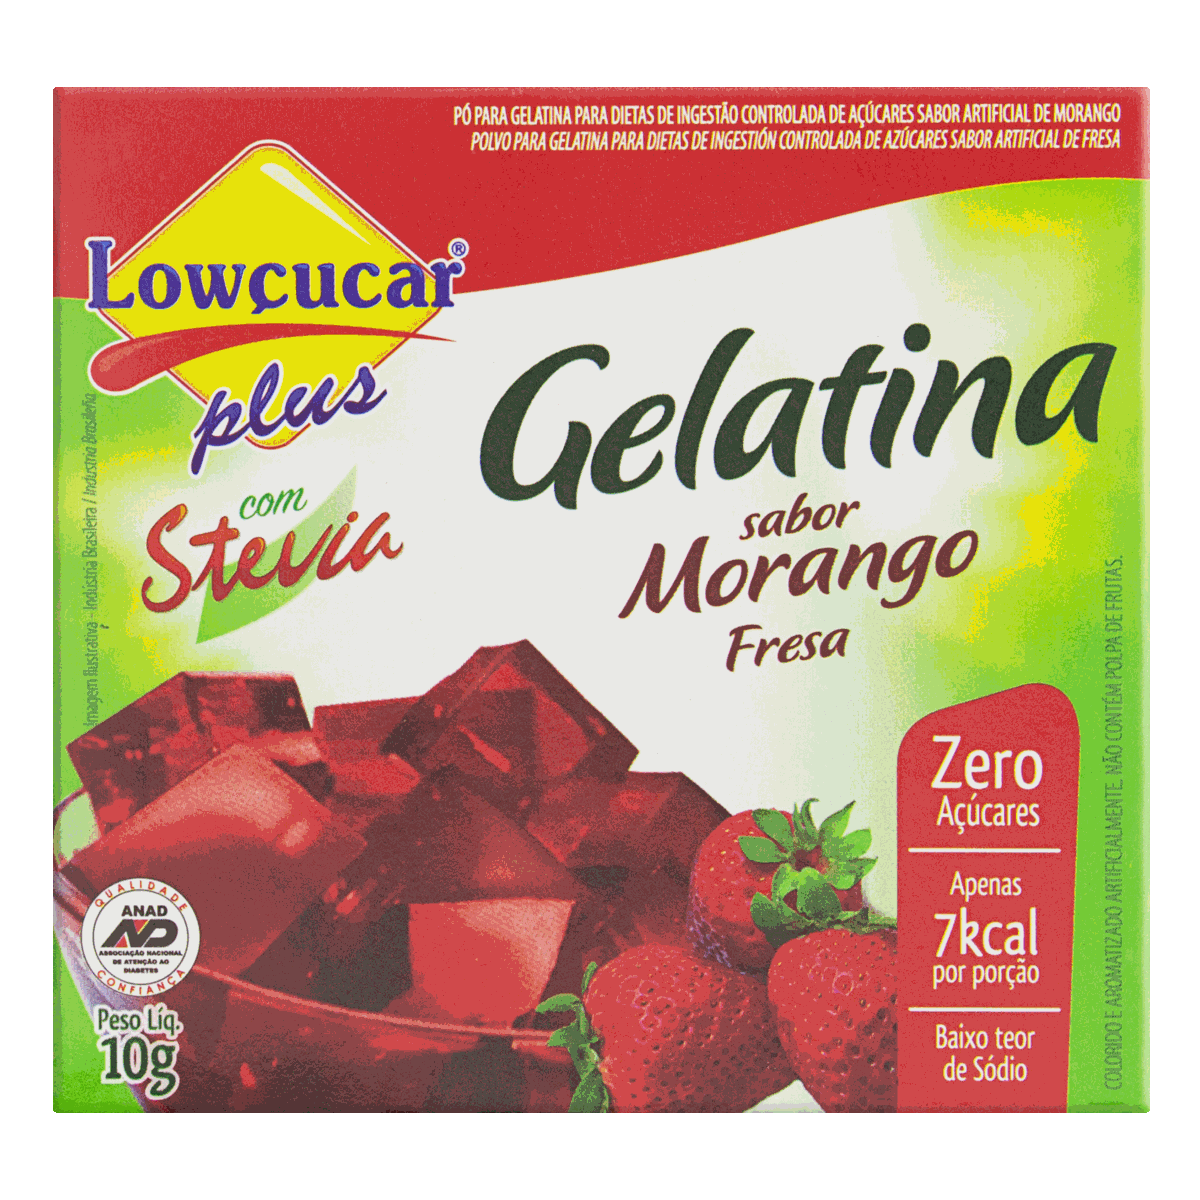 PÓ PARA GELATINA PARA DIETAS DE INGESTÃO CONTROLADA DE AÇÚCARES SABOR ARTIFICIAL DE MORANGO
POLVO PARA GELATINA PARA DIETAS DE INGESTIÓN CONTROLADA DE AZÚCARES SABOR ARTIFICIAL DE FRESA
Lowçucar®
plus
com
Stevia
Gelatina
sabor
Morango
Fresa
Zero
Açúcares
Apenas
7kcal
por porção
Baixo teor
de Sódio
QUALIDADE
ANAD
ASSOCIAÇÃO NACIONAL
DE ATENÇÃO AO
DIABETES
CONFIANÇA
Peso Líq.
10g
Imagem Ilustrativa - Indústria Brasileira / Industria Brasileña
COLORIDO E AROMATIZADO ARTIFICIALMENTE. NÃO CONTÉM POLPA DE FRUTAS.